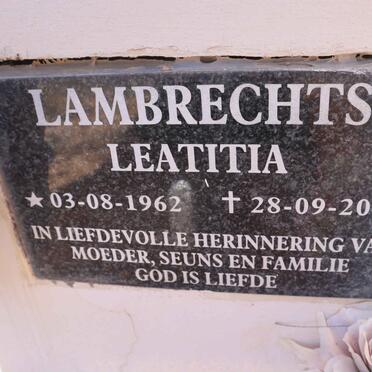 LAMBRECHTS
LEATITIA
★ 03-08-1962 ✝ 28-09-20
IN LIEFDEVOLLE HERINNERING VA
MOEDER, SEUNS EN FAMILIE
GOD IS LIEFDE